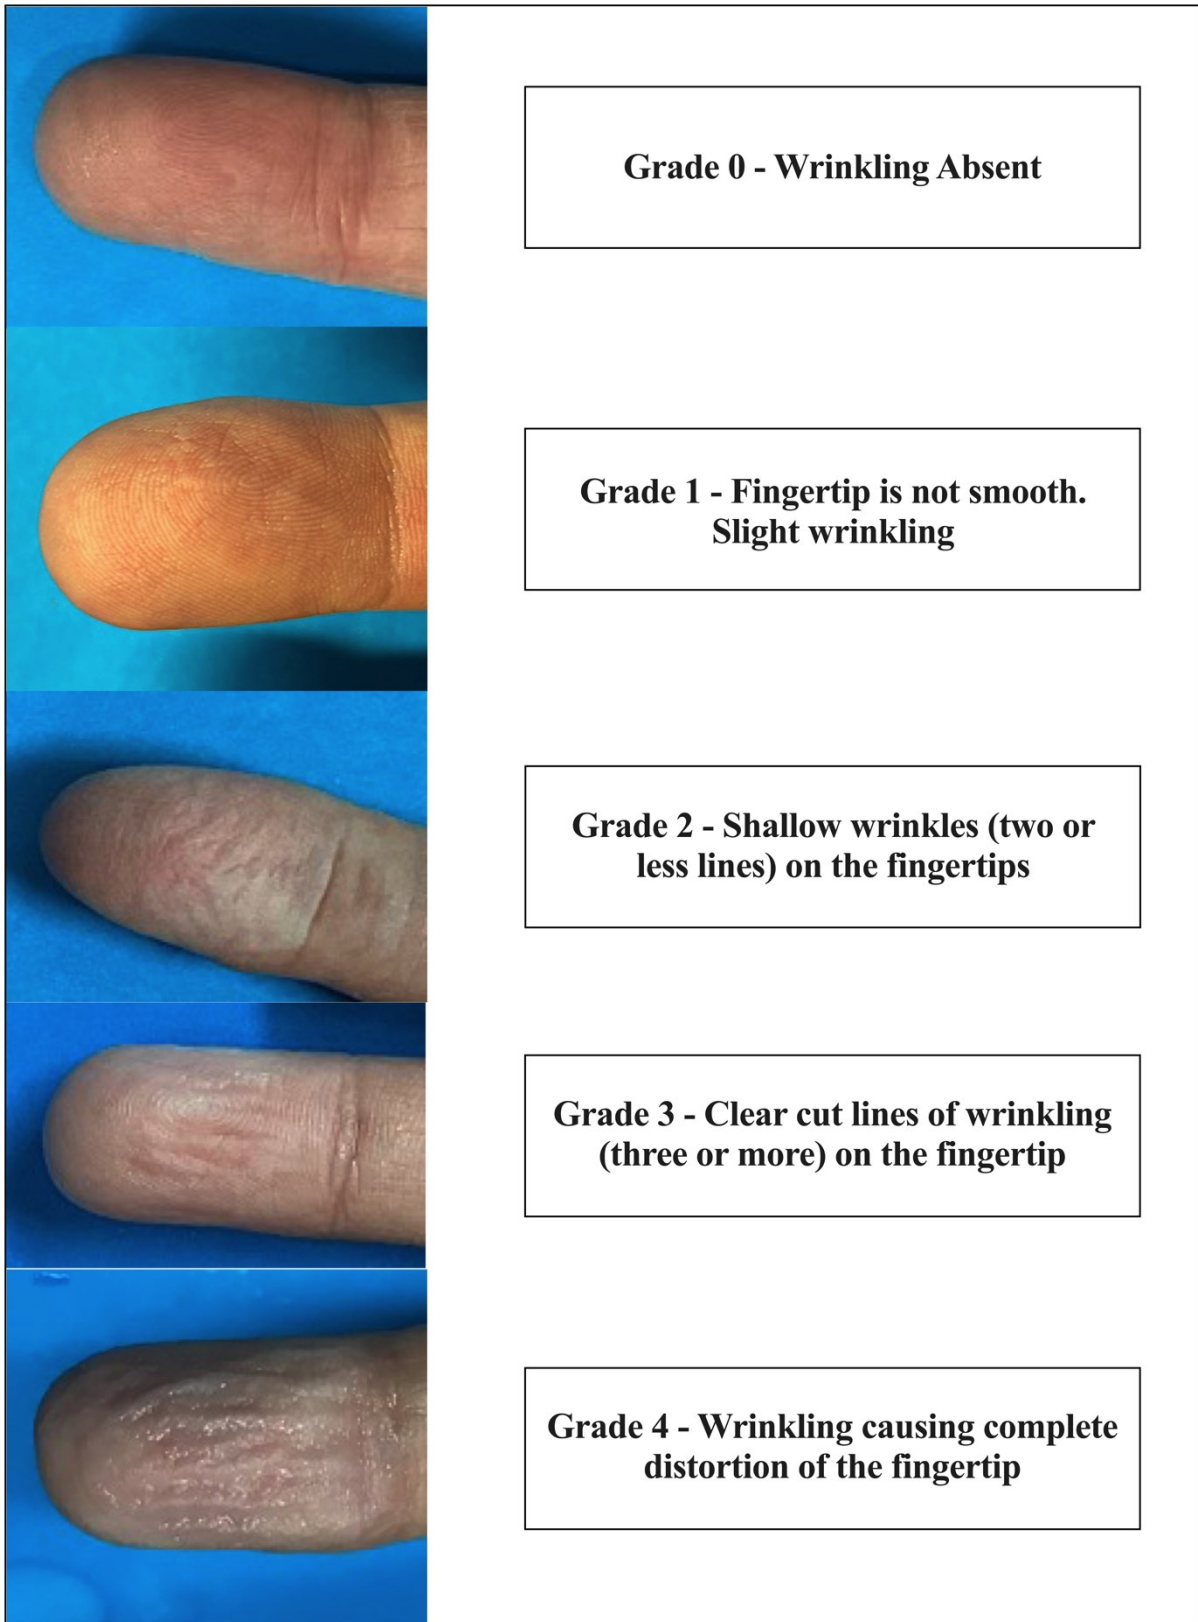 Grade 0 - Wrinkling Absent
Grade 1 - Fingertip is not smooth.
Slight wrinkling
Grade 2 - Shallow wrinkles (two or
less lines) on the fingertips
Grade 3 - Clear cut lines of wrinkling
(three or more) on the fingertip
Grade 4 - Wrinkling causing complete
distortion of the fingertip